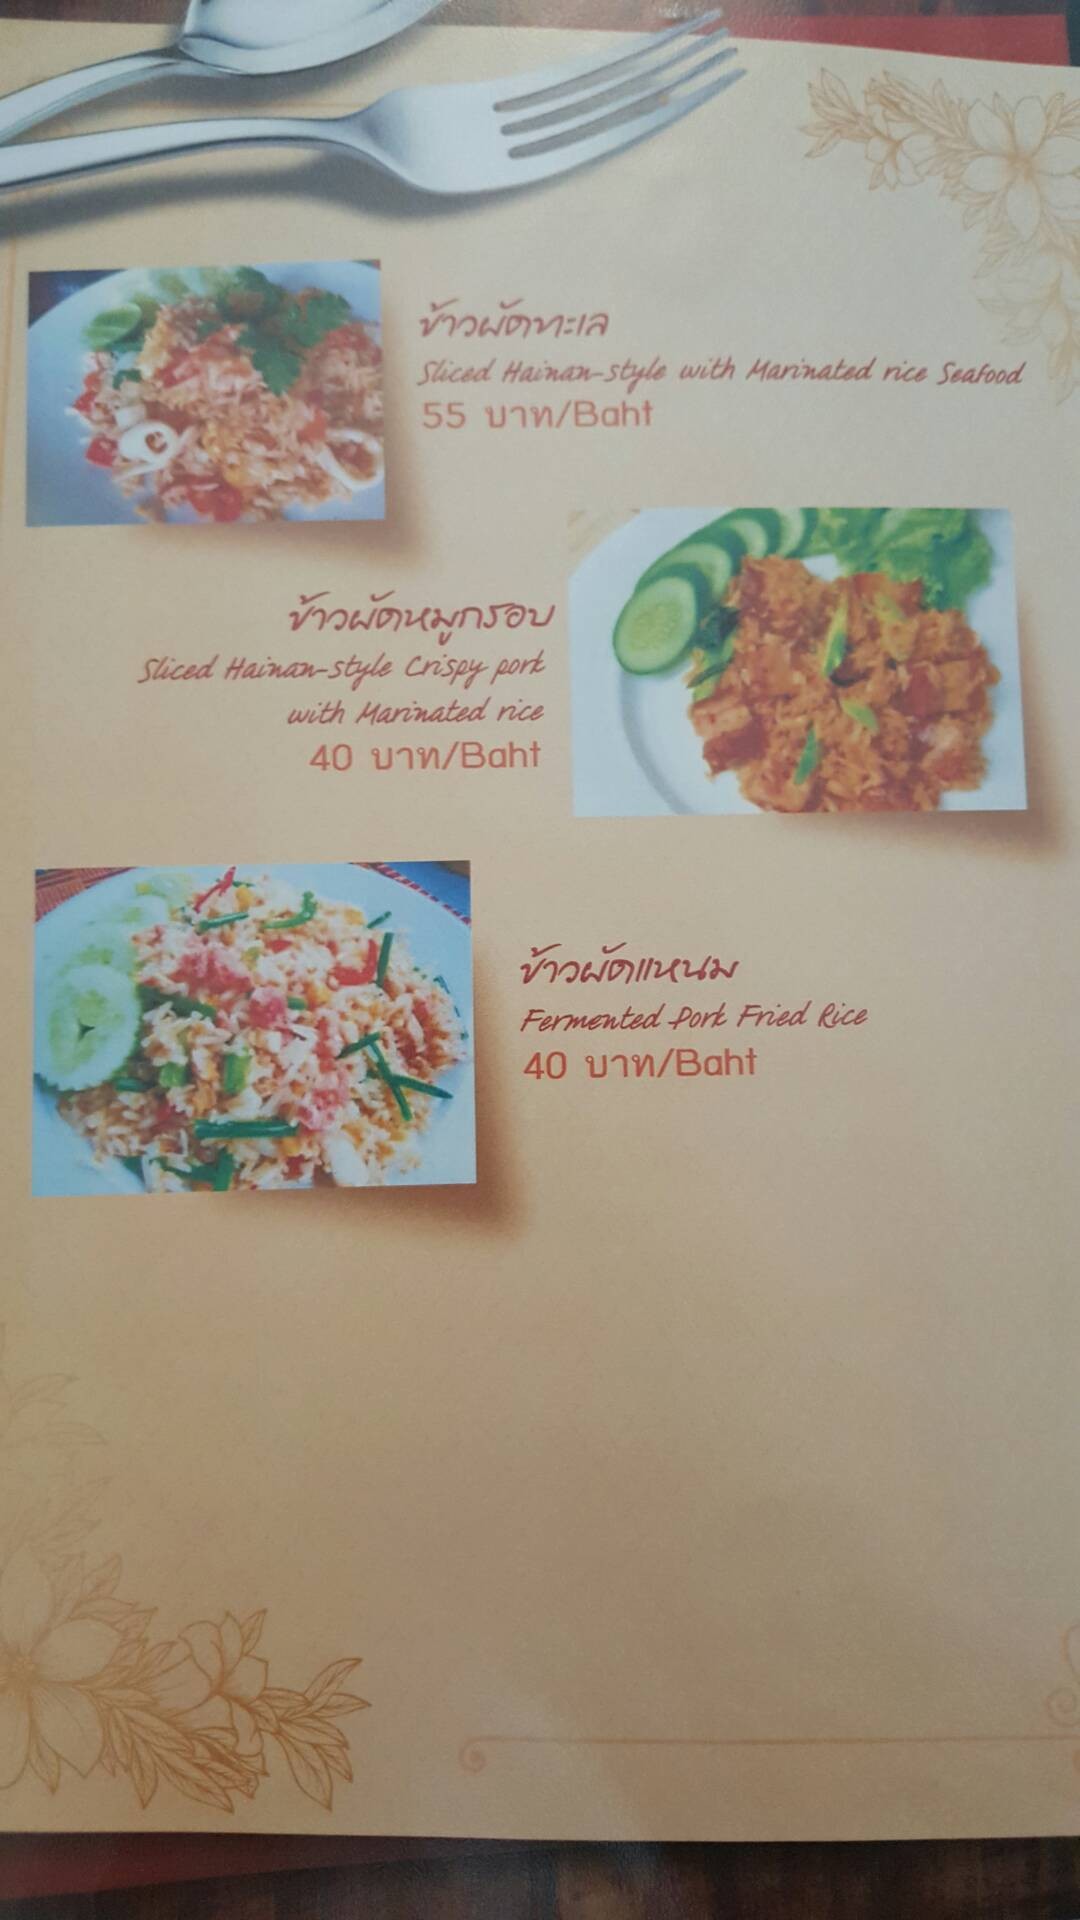 ข้าวผัดทะเล
Sliced Hainan-style with Marinated rice Seafood
55 บาท/Baht
ข้าวผัดหมูกรอบ
Sliced Hainan-style Crispy pork
with Marinated rice
40 บาท/Baht
ข้าวผัดแหนม
Fermented Pork Fried Rice
40 บาท/Baht